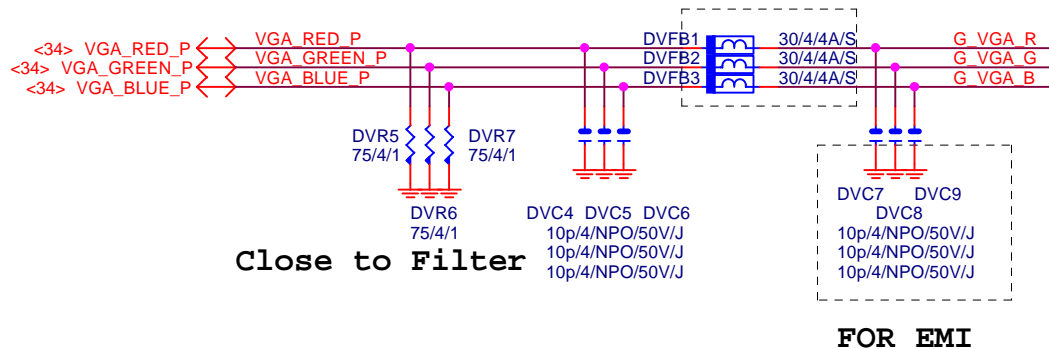 <34> VGA_RED_P VGA_RED_P DVFB1 30/4/4A/S G_VGA_R
<34> VGA_GREEN_P VGA_GREEN_P DVFB2 30/4/4A/S G_VGA_G
<34> VGA_BLUE_P VGA_BLUE_P DVFB3 30/4/4A/S G_VGA_B
DVR5 DVR7
75/4/1 75/4/1
DVR6
75/4/1
DVC4 DVC5 DVC6
10p/4/NPO/50V/J
10p/4/NPO/50V/J
10p/4/NPO/50V/J
Close to Filter
DVC7 DVC9
DVC8
10p/4/NPO/50V/J
10p/4/NPO/50V/J
10p/4/NPO/50V/J
FOR EMI